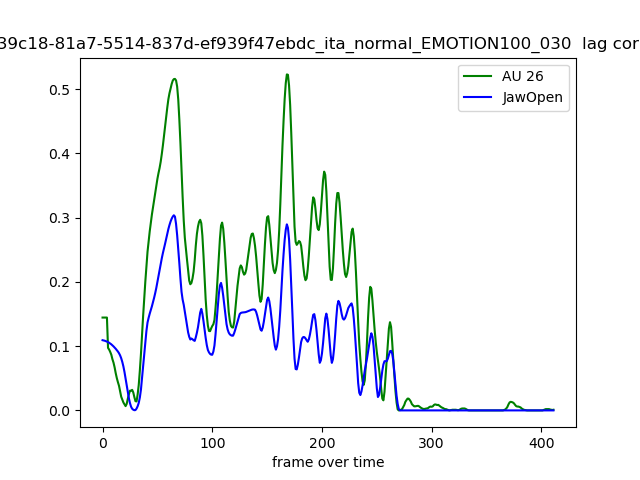 39c18-81a7-5514-837d-ef939f47ebdc_ita_normal_EMOTION100_030 lag cor
AU 26
JawOpen
0.5
0.4
0.3
0.2
0.1
0.0
0 100 200 300 400
frame over time